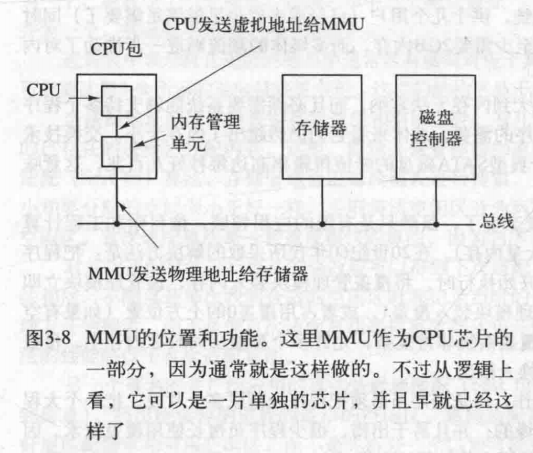 CPU发送虚拟地址给MMU
CPU包
CPU
内存管理
单元
存储器
磁盘
控制器
总线
MMU发送物理地址给存储器
图3-8 MMU的位置和功能。这里MMU作为CPU芯片的
一部分，因为通常就是这样做的。不过从逻辑上
看，它可以是一片单独的芯片，并且早就已经这
样了